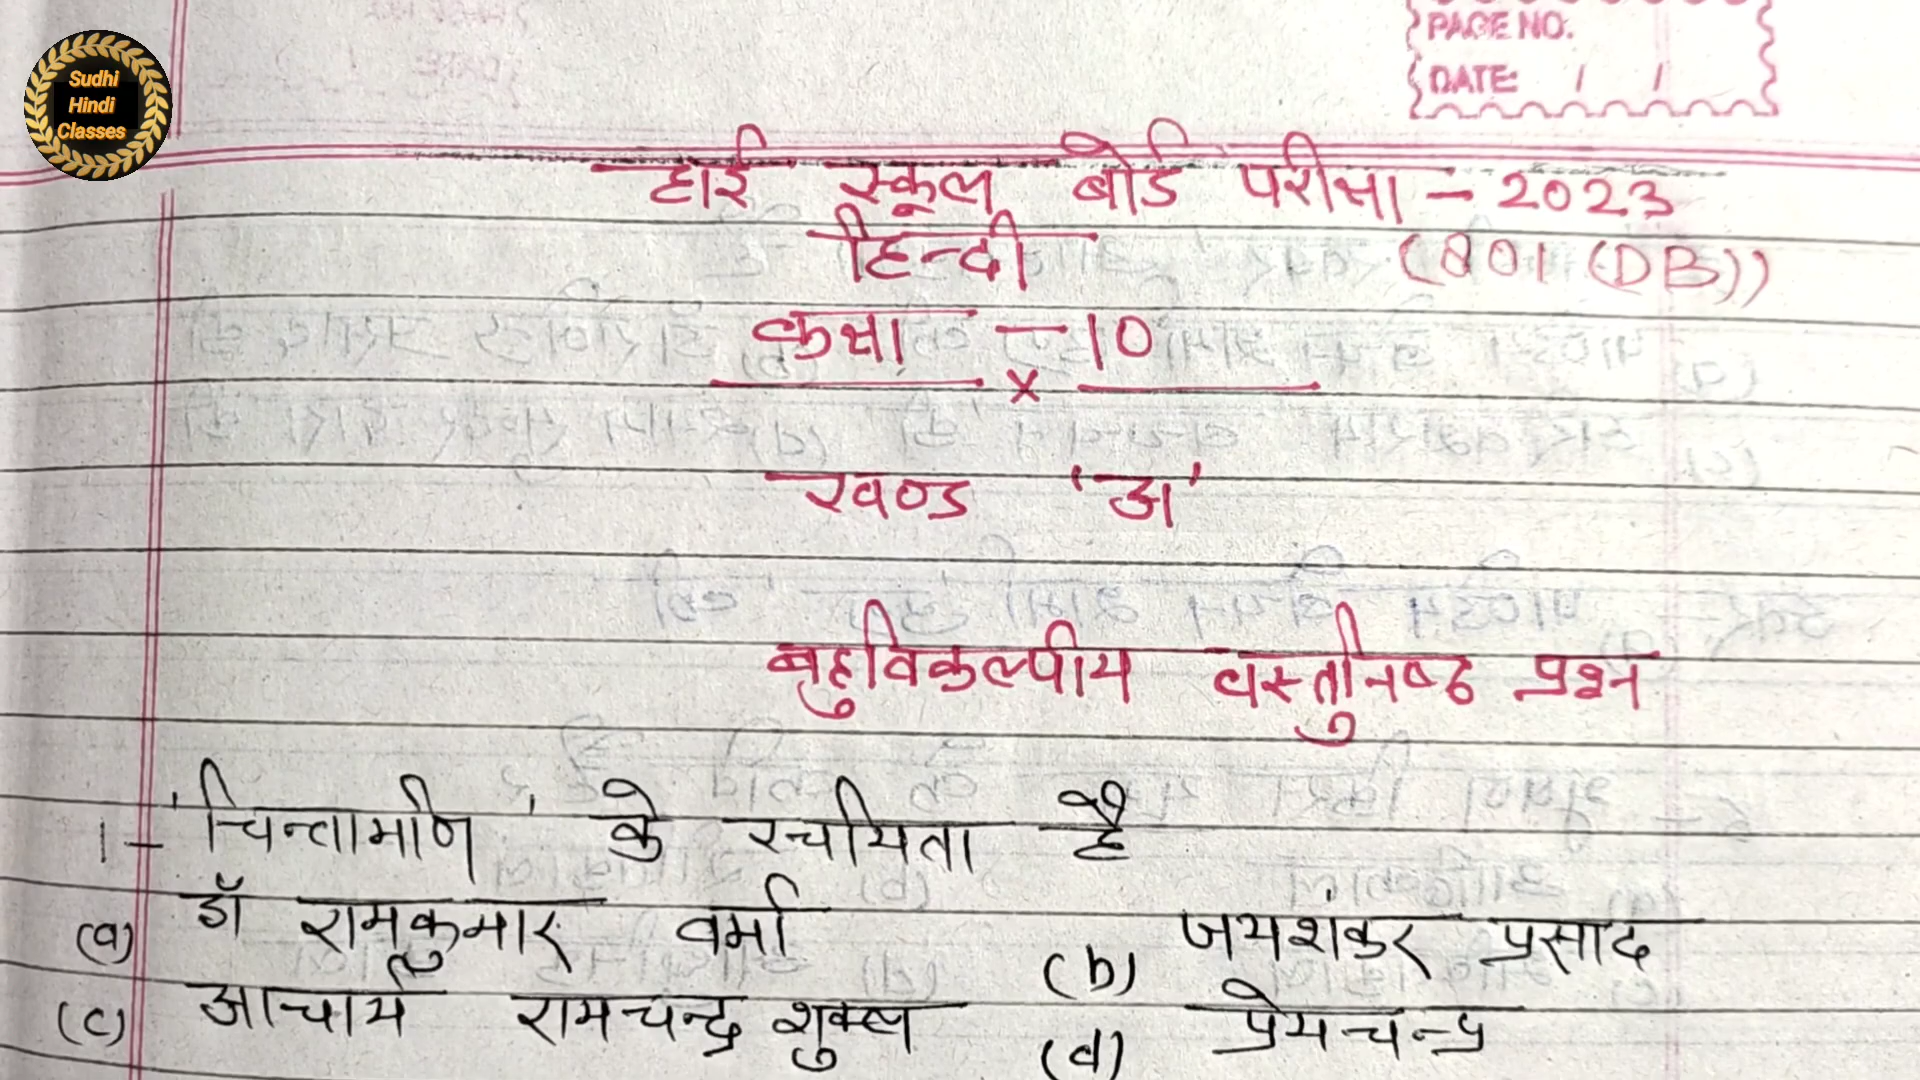 Sudhi
Hindi
Classes
PAGE NO.
DATE: / /
हाई स्कूल बोर्ड परीक्षा - 2023
हिन्दी (801 (DB))
कक्षा - 10
x
खण्ड 'अ'
बहुविकल्पीय वस्तुनिष्ठ प्रश्न
1- 'चिन्तामणि' के रचयिता है
(a) डॉ रामकुमार वर्मा (b) जयशंकर प्रसाद
(c) आचार्य रामचन्द्र शुक्ल (d) प्रेमचन्द्र